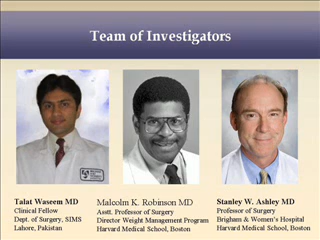 Team of Investigators
Talat Waseem MD
Clinical Fellow
Dept. of Surgery, SIMS
Lahore, Pakistan
Malcolm K. Robinson MD
Asstt. Professor of Surgery
Director Weight Management Program
Harvard Medical School, Boston
Stanley W. Ashley MD
Professor of Surgery
Brigham & Women's Hospital
Harvard Medical School, Boston